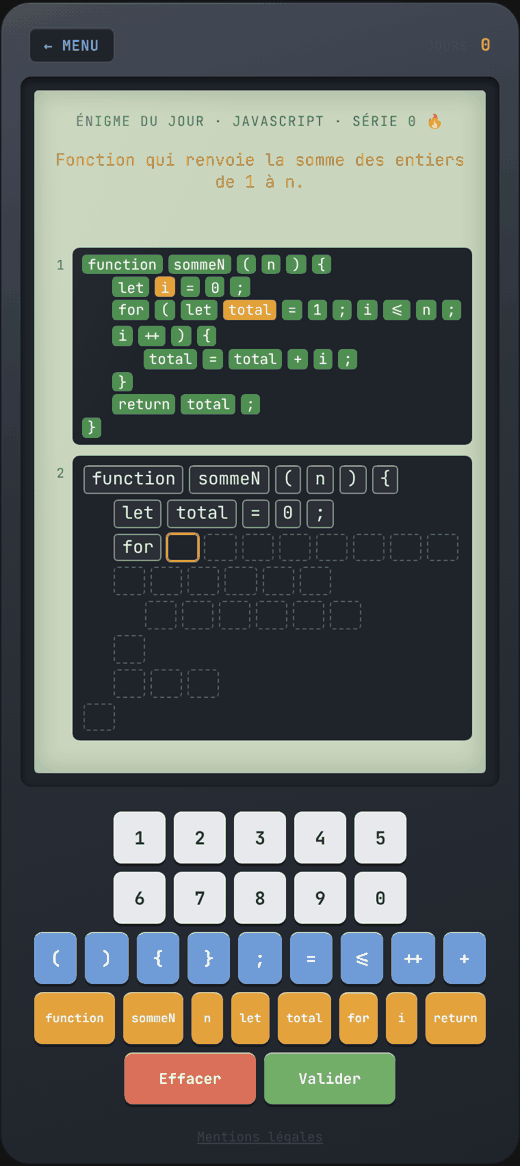 ← MENU
0
ÉNIGME DU JOUR · JAVASCRIPT · SÉRIE 0 🔥
Fonction qui renvoie la somme des entiers
de 1 à n.
1
function sommeN ( n ) {
let i = 0 ;
for ( let total = 1 ; i <= n ;
i ++ ) {
total = total + i ;
}
return total ;
}
2
function sommeN ( n ) {
let total = 0 ;
for
1 2 3 4 5
6 7 8 9 0
( ) { } ; = <= ++ +
function sommeN n let total for i return
Effacer Valider
Mentions légales